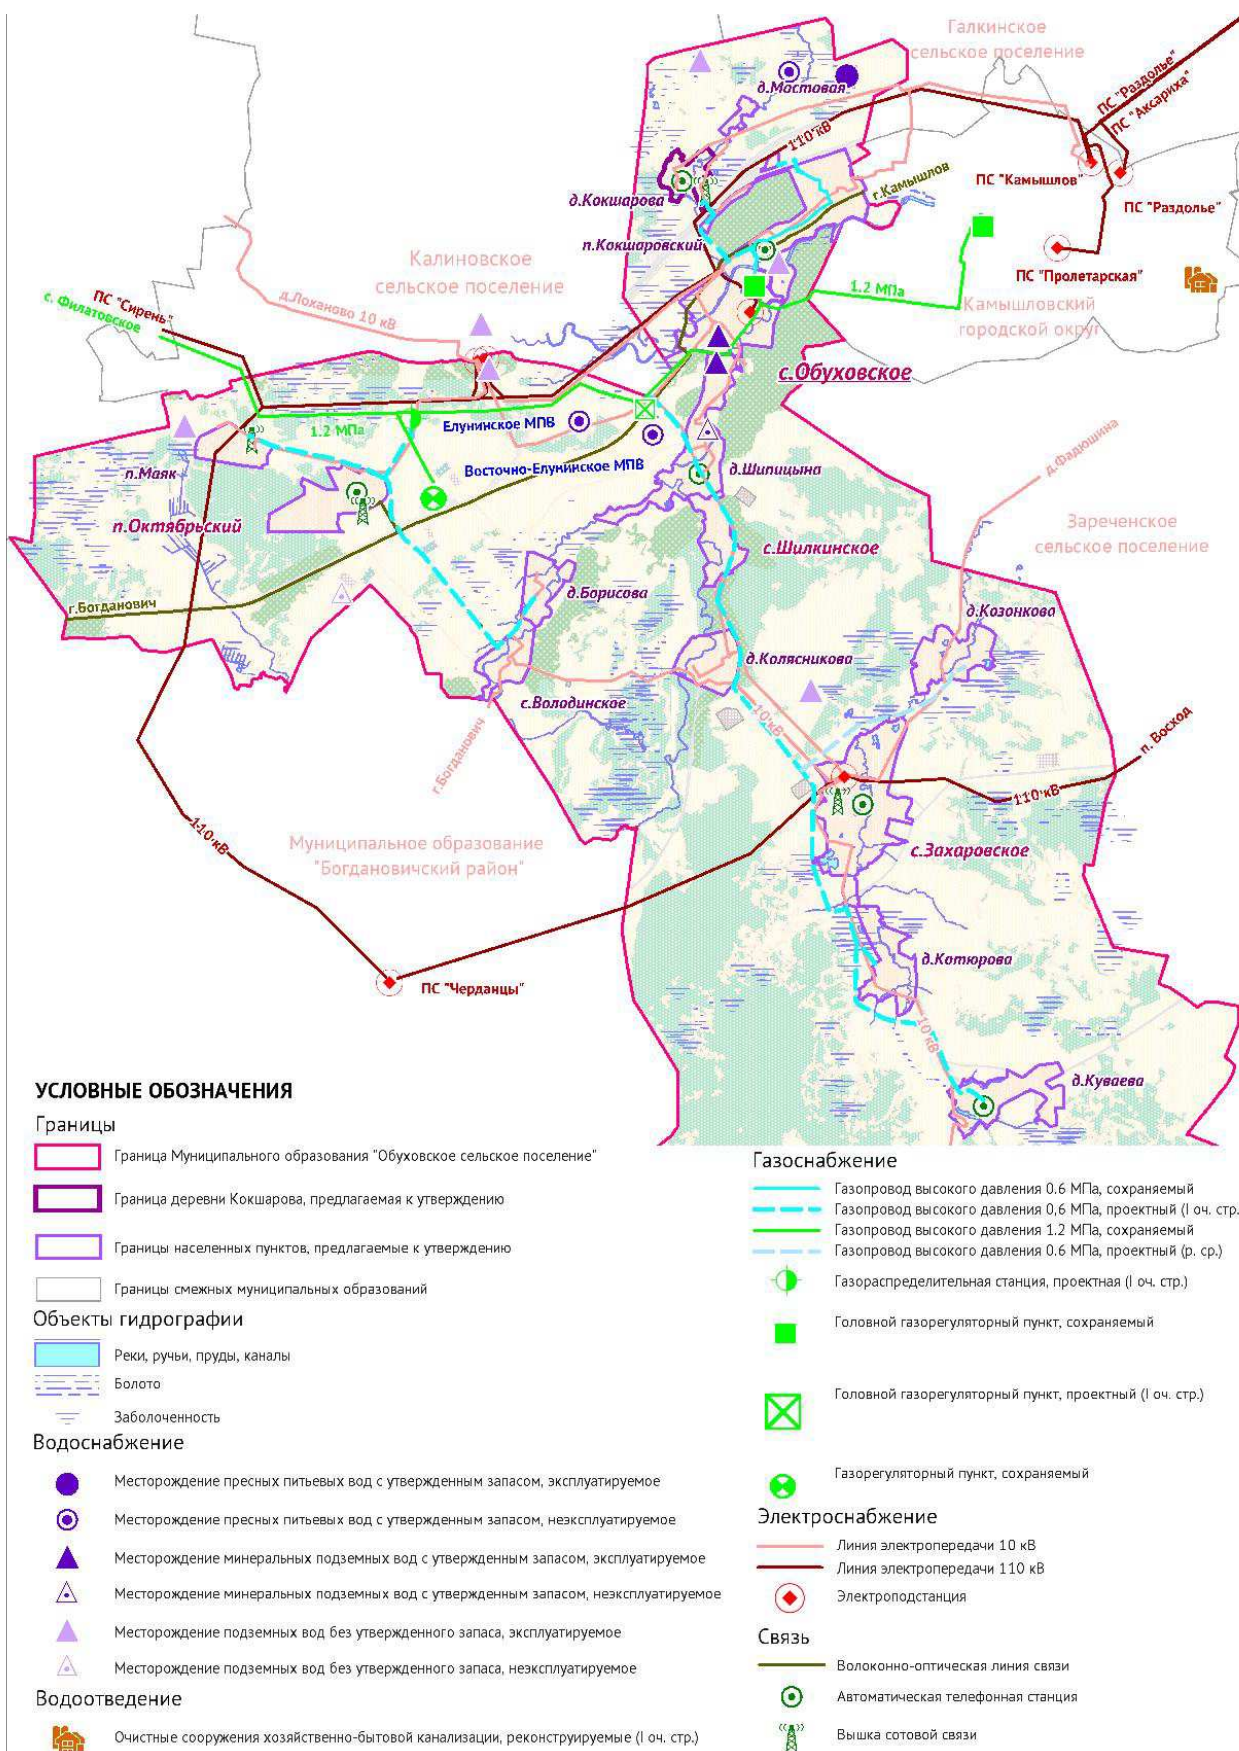 Галкинское
сельское поселение
д.Мостовая
ПС "Раздолье"
ПС "Аксариха"
110 кВ
г.Камышлов
ПС "Камышлов"
д.Кокшарова
ПС "Раздолье"
п.Кокшаровский
Калиновское
сельское поселение
ПС "Пролетарская"
1.2 МПа
д.Лоханово 10 кВ
ПС "Сирень"
с. Филатовское
Камышловский
городской округ
с.Обуховское
1.2 МПа
Елунинское МПВ
Восточно-Елунинское МПВ
д.Шипицына
д.Фадюшина
п.Маяк
п.Октябрьский
Зареченское
сельское поселение
с.Шилкинское
г.Богданович
д.Борисова
д.Козонкова
д.Колясникова
с.Володинское
10 кВ
г.Богданович
п. Восход
110 кВ
110 кВ
Муниципальное образование
"Богдановичский район"
с.Захаровское
д.Котюрова
ПС "Черданцы"
10 кВ
д.Куваева
УСЛОВНЫЕ ОБОЗНАЧЕНИЯ
Границы
Граница Муниципального образования "Обуховское сельское поселение"
Граница деревни Кокшарова, предлагаемая к утверждению
Границы населенных пунктов, предлагаемые к утверждению
Границы смежных муниципальных образований
Объекты гидрографии
Реки, ручьи, пруды, каналы
Болото
Заболоченность
Водоснабжение
Месторождение пресных питьевых вод с утвержденным запасом, эксплуатируемое
Месторождение пресных питьевых вод с утвержденным запасом, неэксплуатируемое
Месторождение минеральных подземных вод с утвержденным запасом, эксплуатируемое
Месторождение минеральных подземных вод с утвержденным запасом, неэксплуатируемое
Месторождение подземных вод без утвержденного запаса, эксплуатируемое
Месторождение подземных вод без утвержденного запаса, неэксплуатируемое
Водоотведение
Очистные сооружения хозяйственно-бытовой канализации, реконструируемые (I оч. стр.)
Газоснабжение
Газопровод высокого давления 0.6 МПа, сохраняемый
Газопровод высокого давления 0,6 МПа, проектный (I оч. стр.
Газопровод высокого давления 1.2 МПа, сохраняемый
Газопровод высокого давления 0.6 МПа, проектный (р. ср.)
Газораспределительная станция, проектная (I оч. стр.)
Головной газорегуляторный пункт, сохраняемый
Головной газорегуляторный пункт, проектный (I оч. стр.)
Газорегуляторный пункт, сохраняемый
Электроснабжение
Линия электропередачи 10 кВ
Линия электропередачи 110 кВ
Электроподстанция
Связь
Волоконно-оптическая линия связи
Автоматическая телефонная станция
Вышка сотовой связи